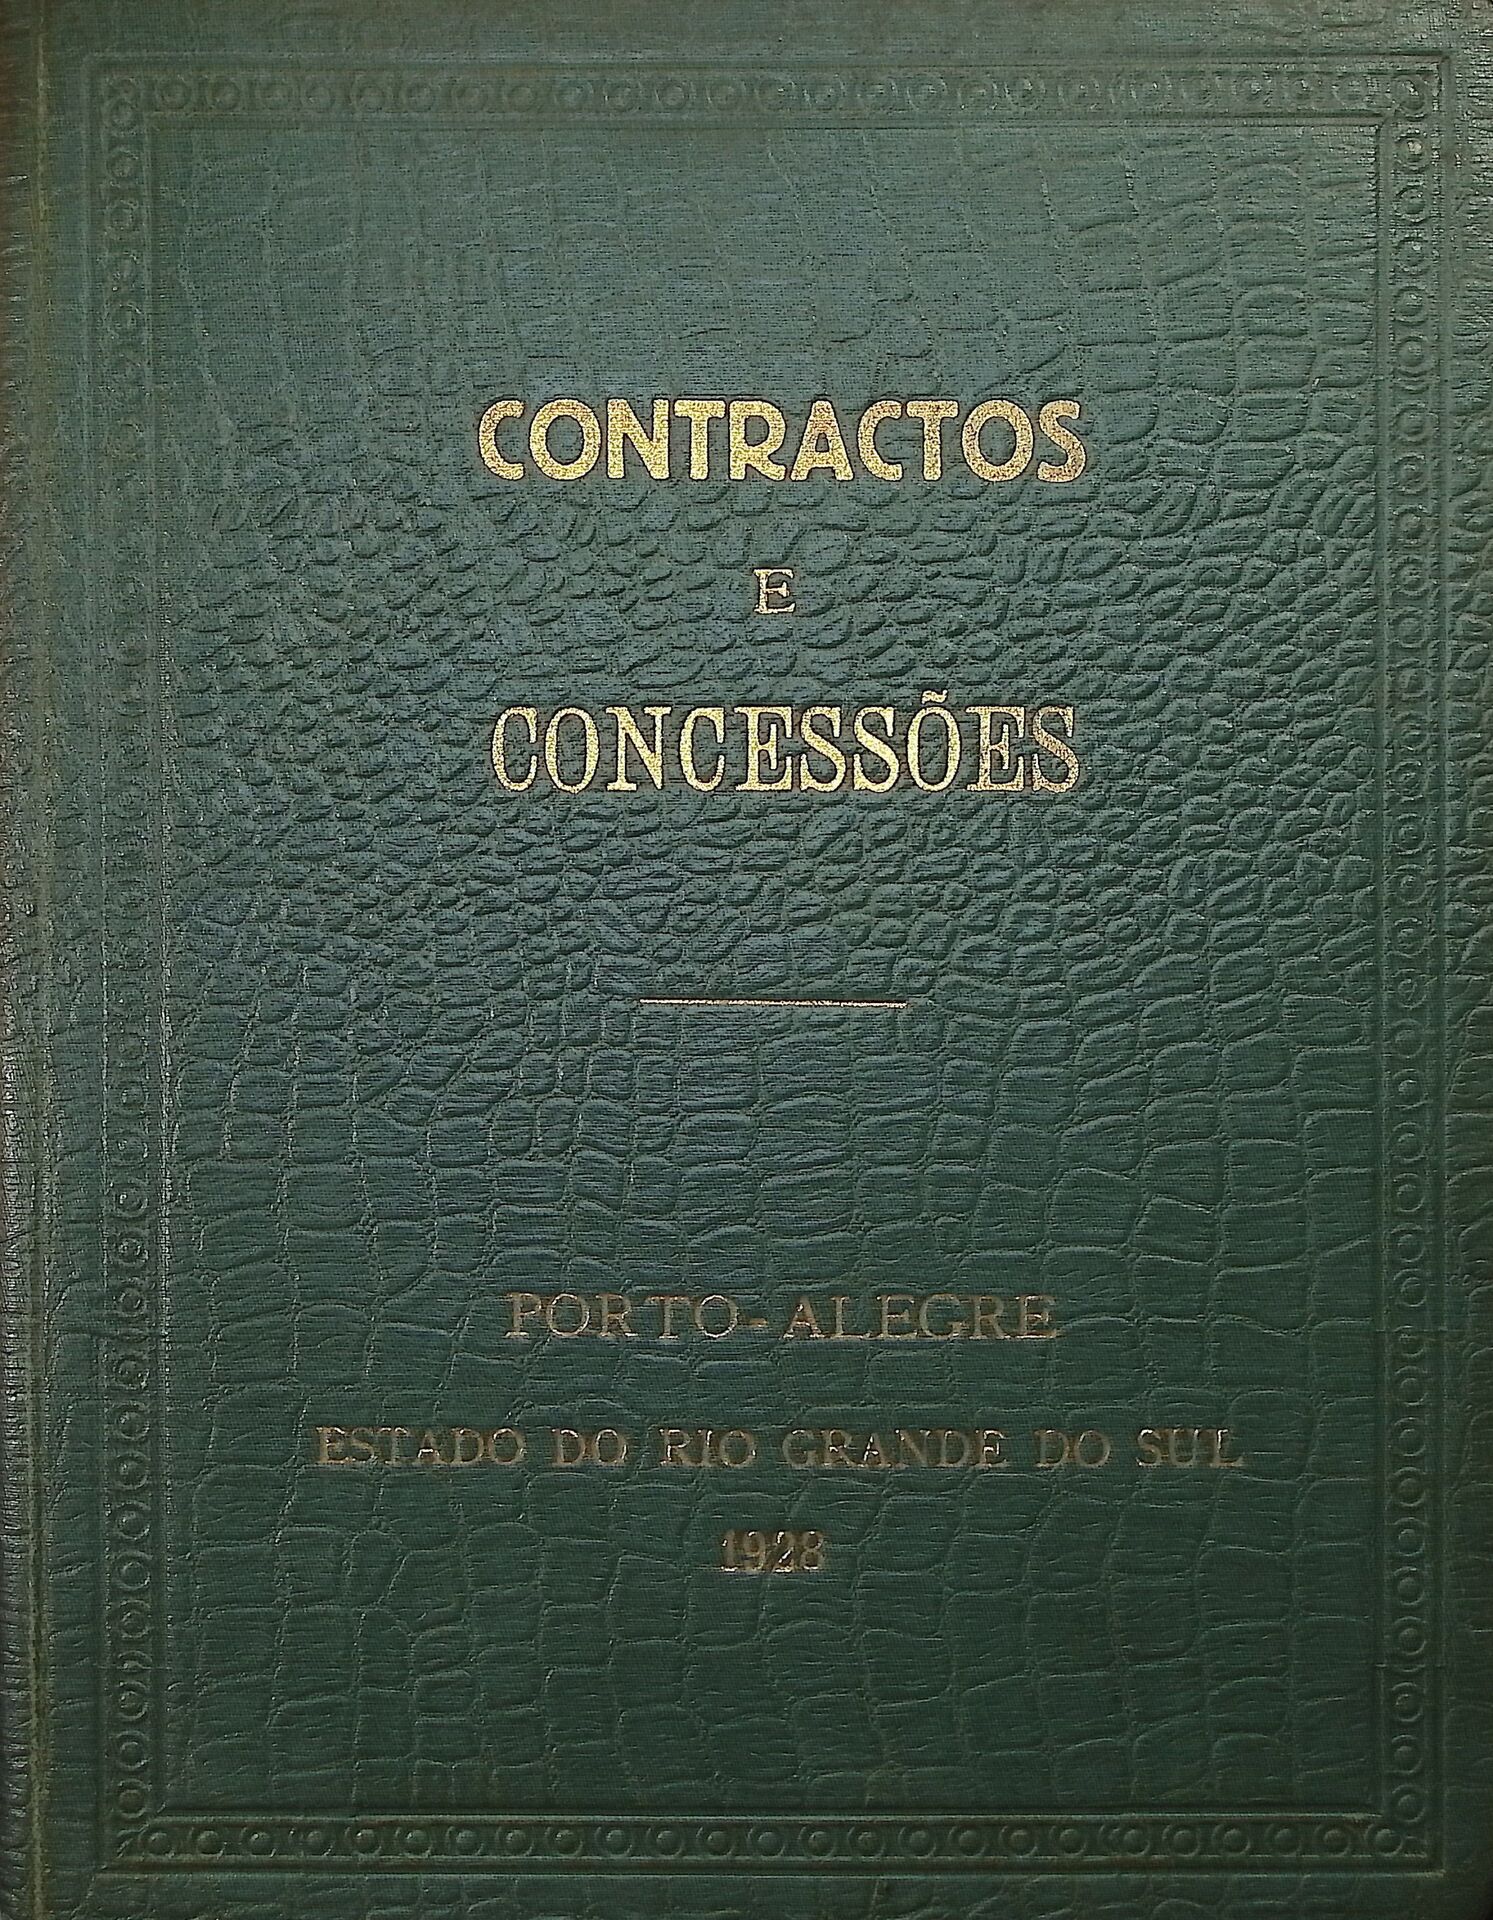 CONTRACTOS
E
CONCESSÕES
PORTO-ALEGRE
ESTADO DO RIO GRANDE DO SUL
1928